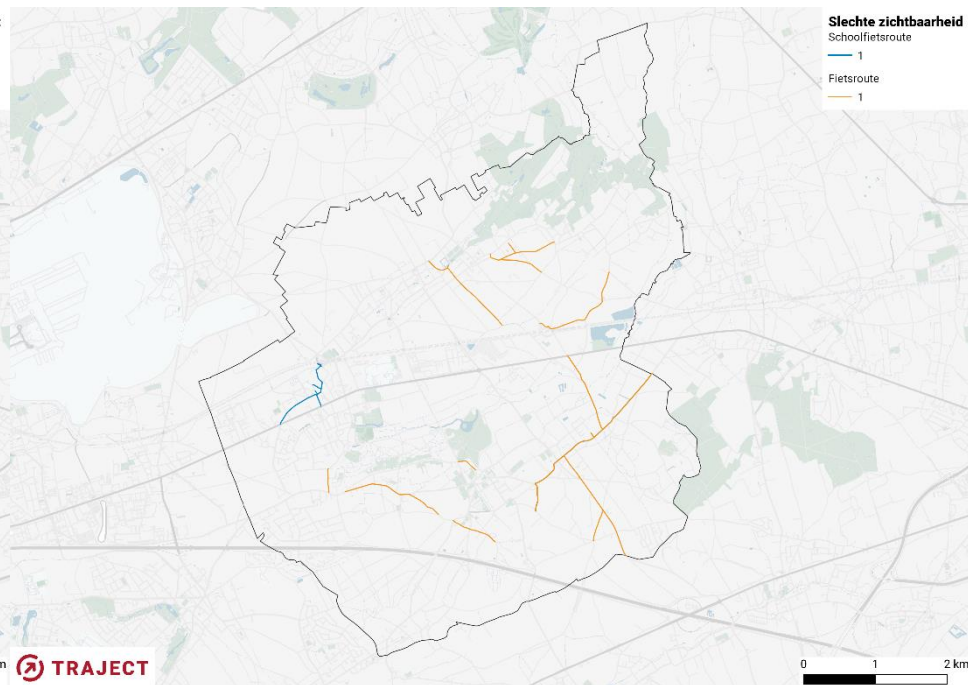 Slechte zichtbaarheid
Schoolfietsroute
1
Fietsroute
1
m
TRAJECT
0 1 2 km